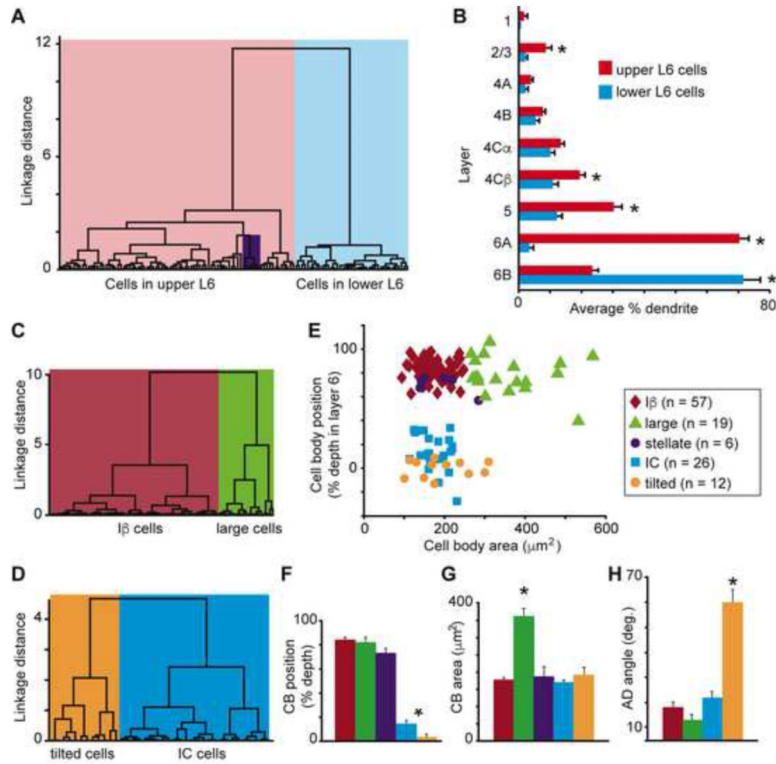 A
12
6
0
Linkage distance
Cells in upper L6
Cells in lower L6
B
1
2/3
4A
4B
4Cα
4Cβ
5
6A
6B
Layer
upper L6 cells
lower L6 cells
*
*
*
*
*
0
80
Average % dendrite
C
10
5
0
Linkage distance
Iβ cells
large cells
E
100
0
Cell body position
(% depth in layer 6)
0
200
400
600
Cell body area (μm²)
Iβ (n = 57)
large (n = 19)
stellate (n = 6)
IC (n = 26)
tilted (n = 12)
D
4
0
Linkage distance
tilted cells
IC cells
F
100
0
CB position
(% depth)
*
G
400
0
CB area (μm²)
*
H
70
10
AD angle (deg.)
*